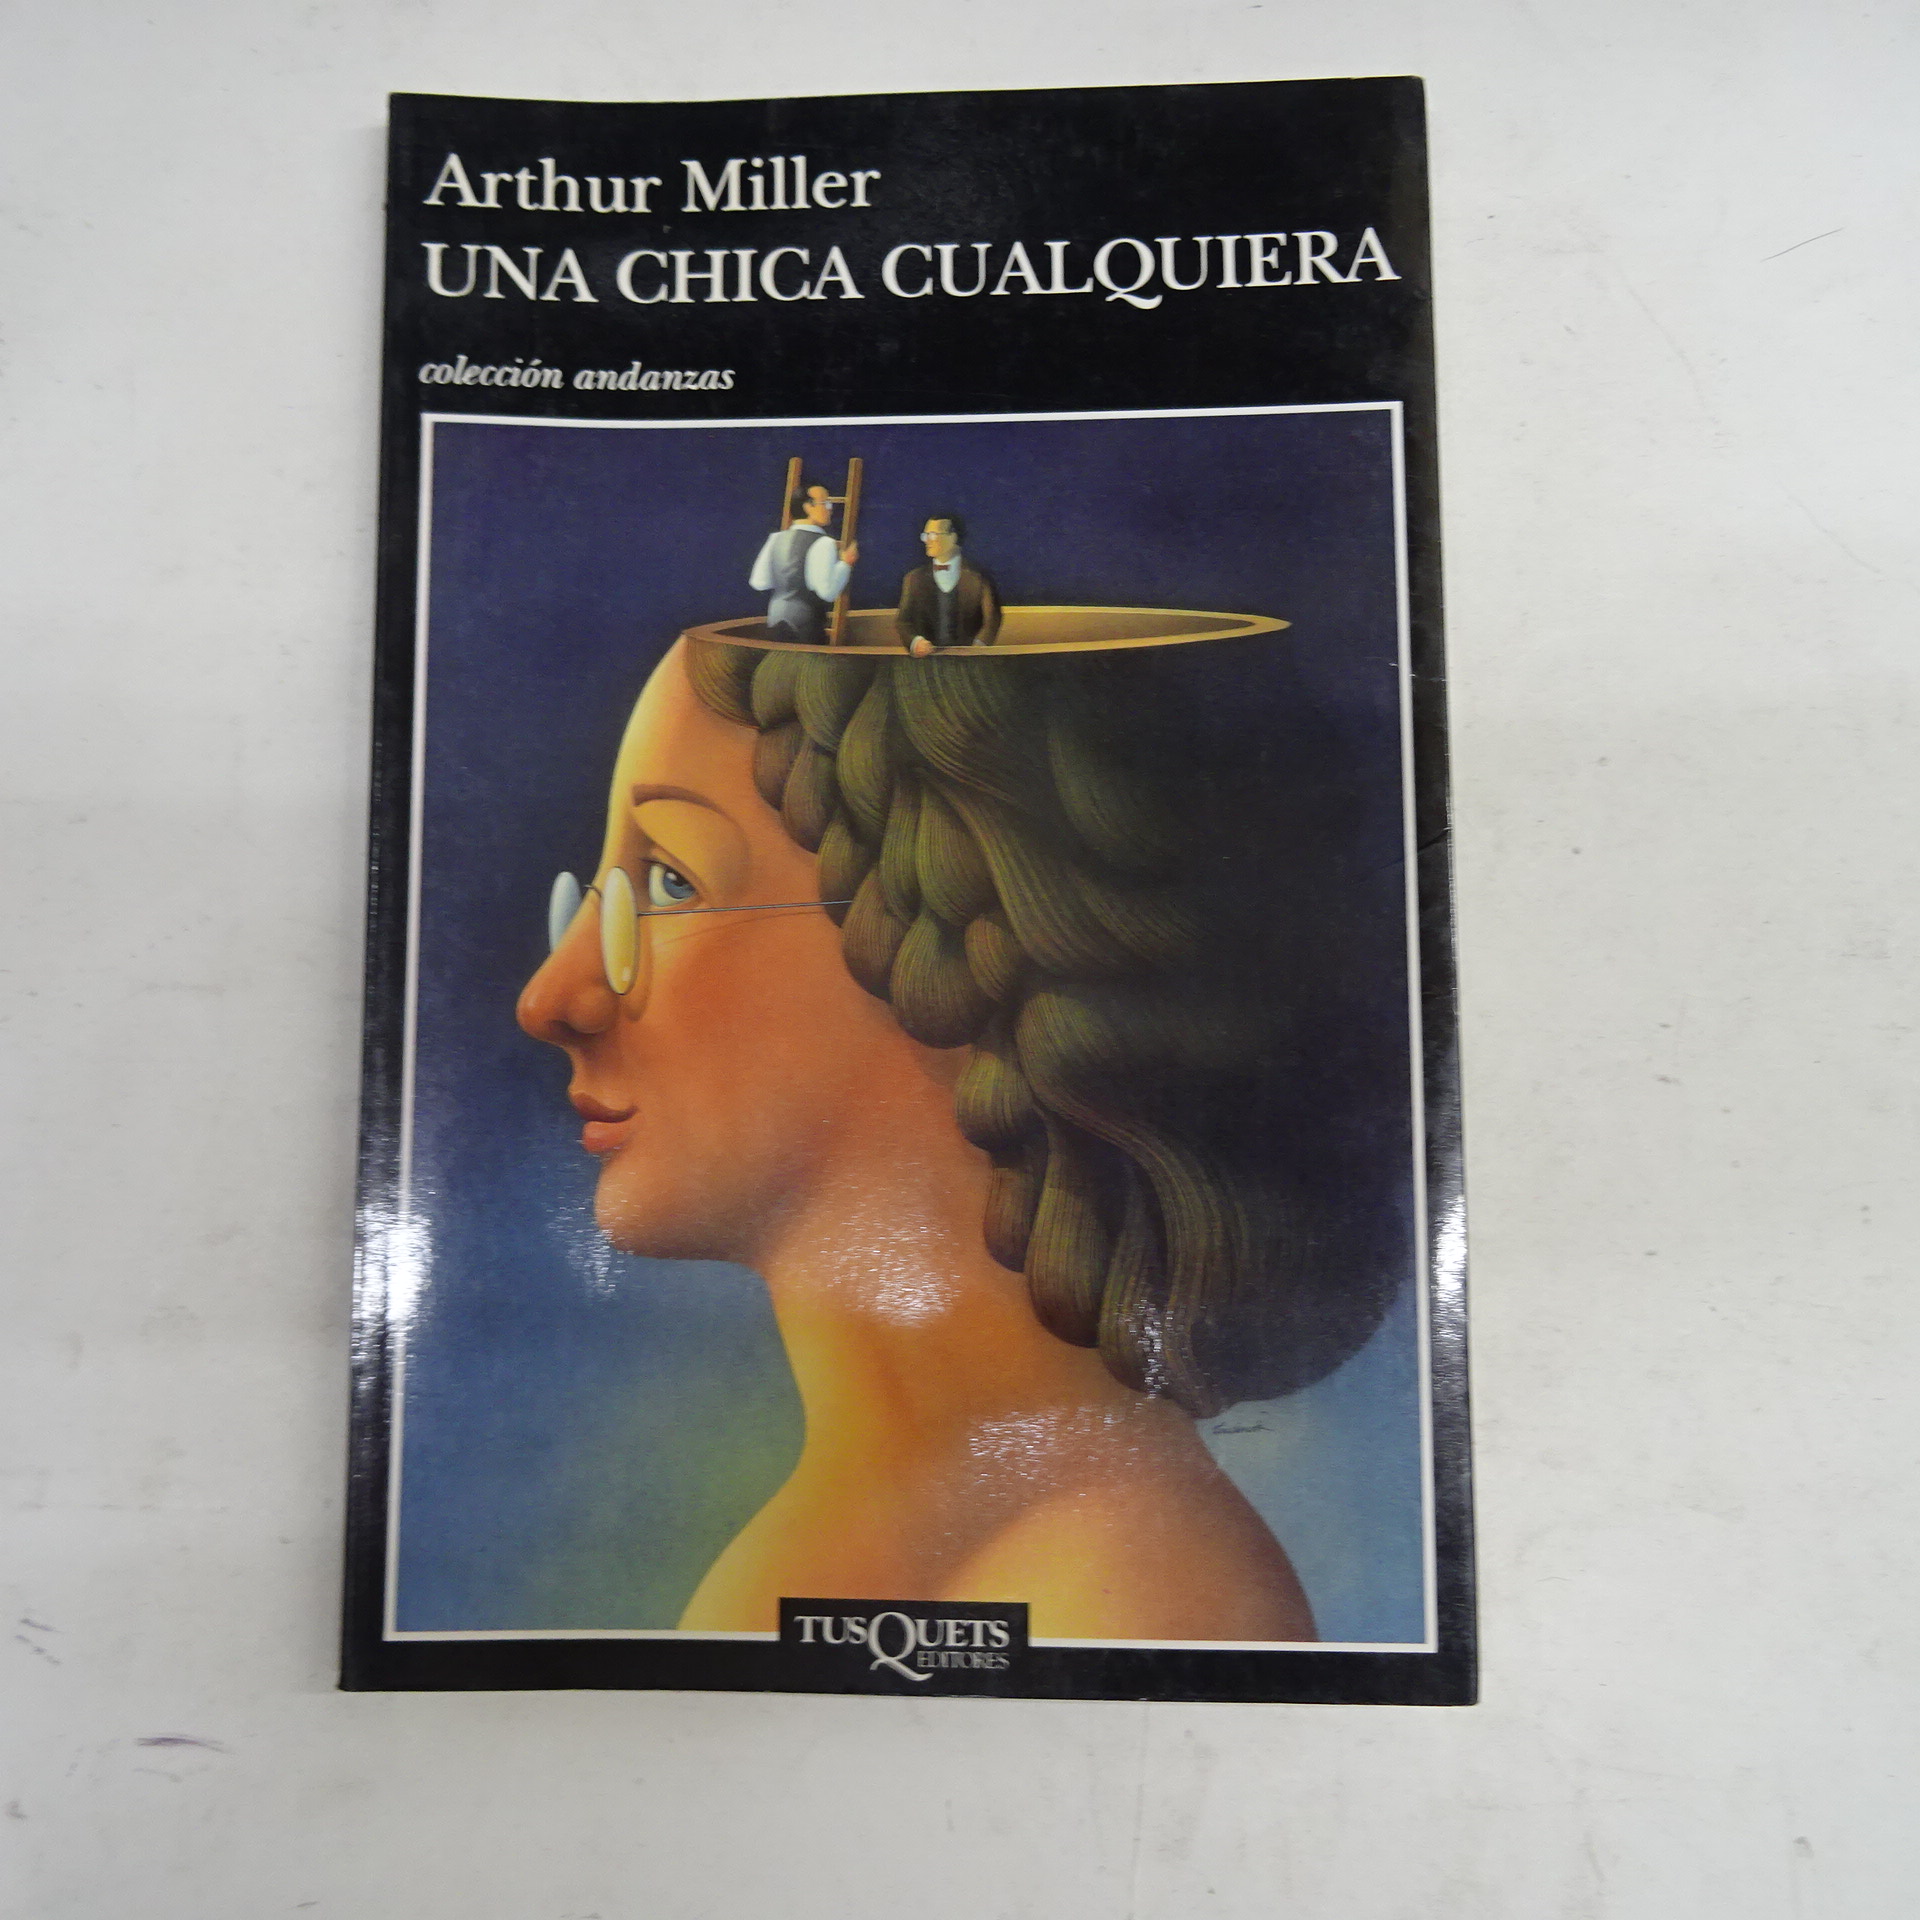 Arthur Miller
UNA CHICA CUALQUIERA
colección andanzas
TUSQUETS
EDITORES